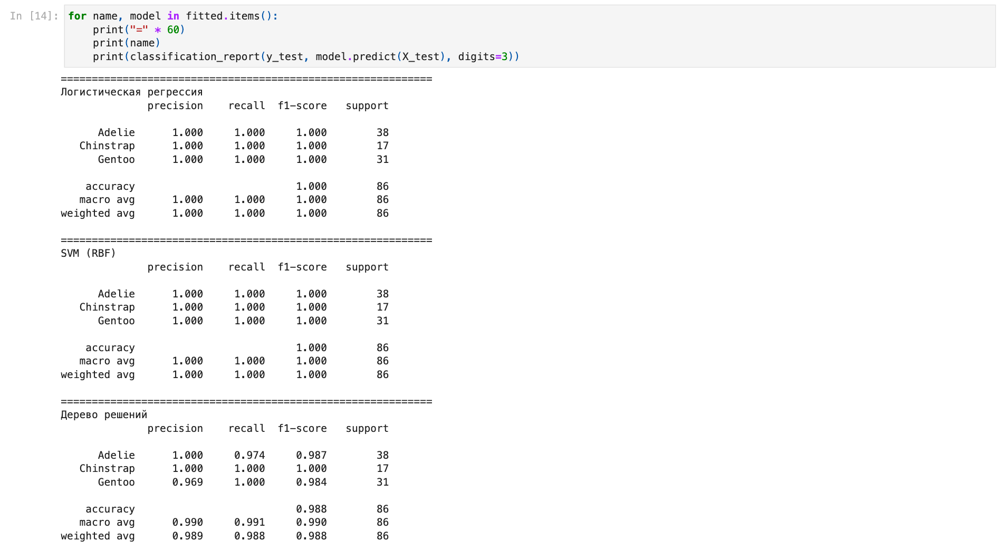 In [14]: for name, model in fitted.items():
    print("=" * 60)
    print(name)
    print(classification_report(y_test, model.predict(X_test), digits=3))
============================================================
Логистическая регрессия
              precision    recall  f1-score   support

      Adelie      1.000     1.000     1.000        38
   Chinstrap      1.000     1.000     1.000        17
      Gentoo      1.000     1.000     1.000        31

    accuracy                          1.000        86
   macro avg      1.000     1.000     1.000        86
weighted avg      1.000     1.000     1.000        86

============================================================
SVM (RBF)
              precision    recall  f1-score   support

      Adelie      1.000     1.000     1.000        38
   Chinstrap      1.000     1.000     1.000        17
      Gentoo      1.000     1.000     1.000        31

    accuracy                          1.000        86
   macro avg      1.000     1.000     1.000        86
weighted avg      1.000     1.000     1.000        86

============================================================
Дерево решений
              precision    recall  f1-score   support

      Adelie      1.000     0.974     0.987        38
   Chinstrap      1.000     1.000     1.000        17
      Gentoo      0.969     1.000     0.984        31

    accuracy                          0.988        86
   macro avg      0.990     0.991     0.990        86
weighted avg      0.989     0.988     0.988        86